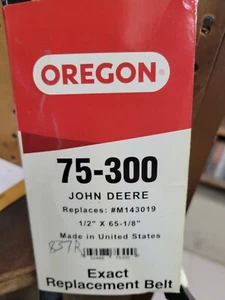 OREGON
75-300
JOHN DEERE
Replaces: #M143019
1/2" X 65-1/8"
Made in United States
Exact
Replacement Belt